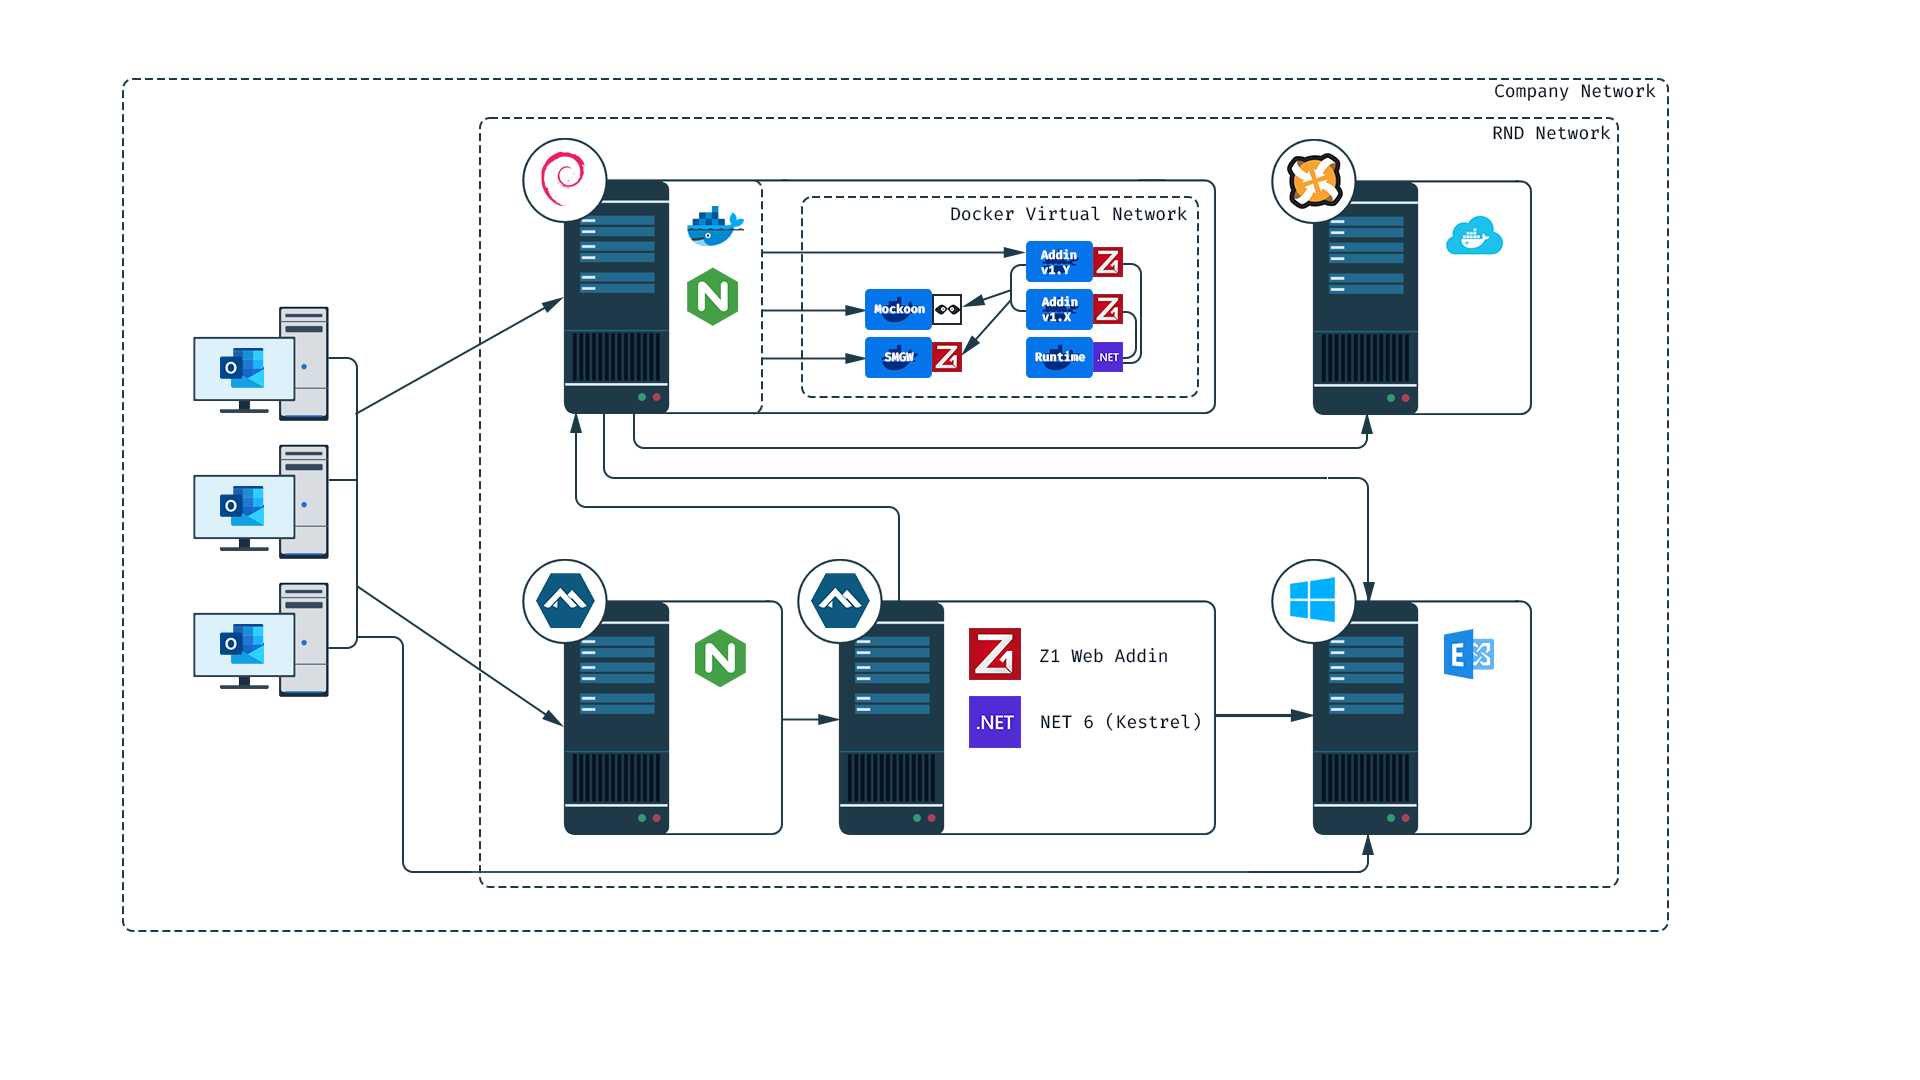 Company Network
RND Network
Docker Virtual Network
Addin
v1.Y
Mockoon
Addin
v1.X
SMGW
Runtime
.NET
O
O
O
N
N
Z1 Web Addin
E
.NET
NET 6 (Kestrel)